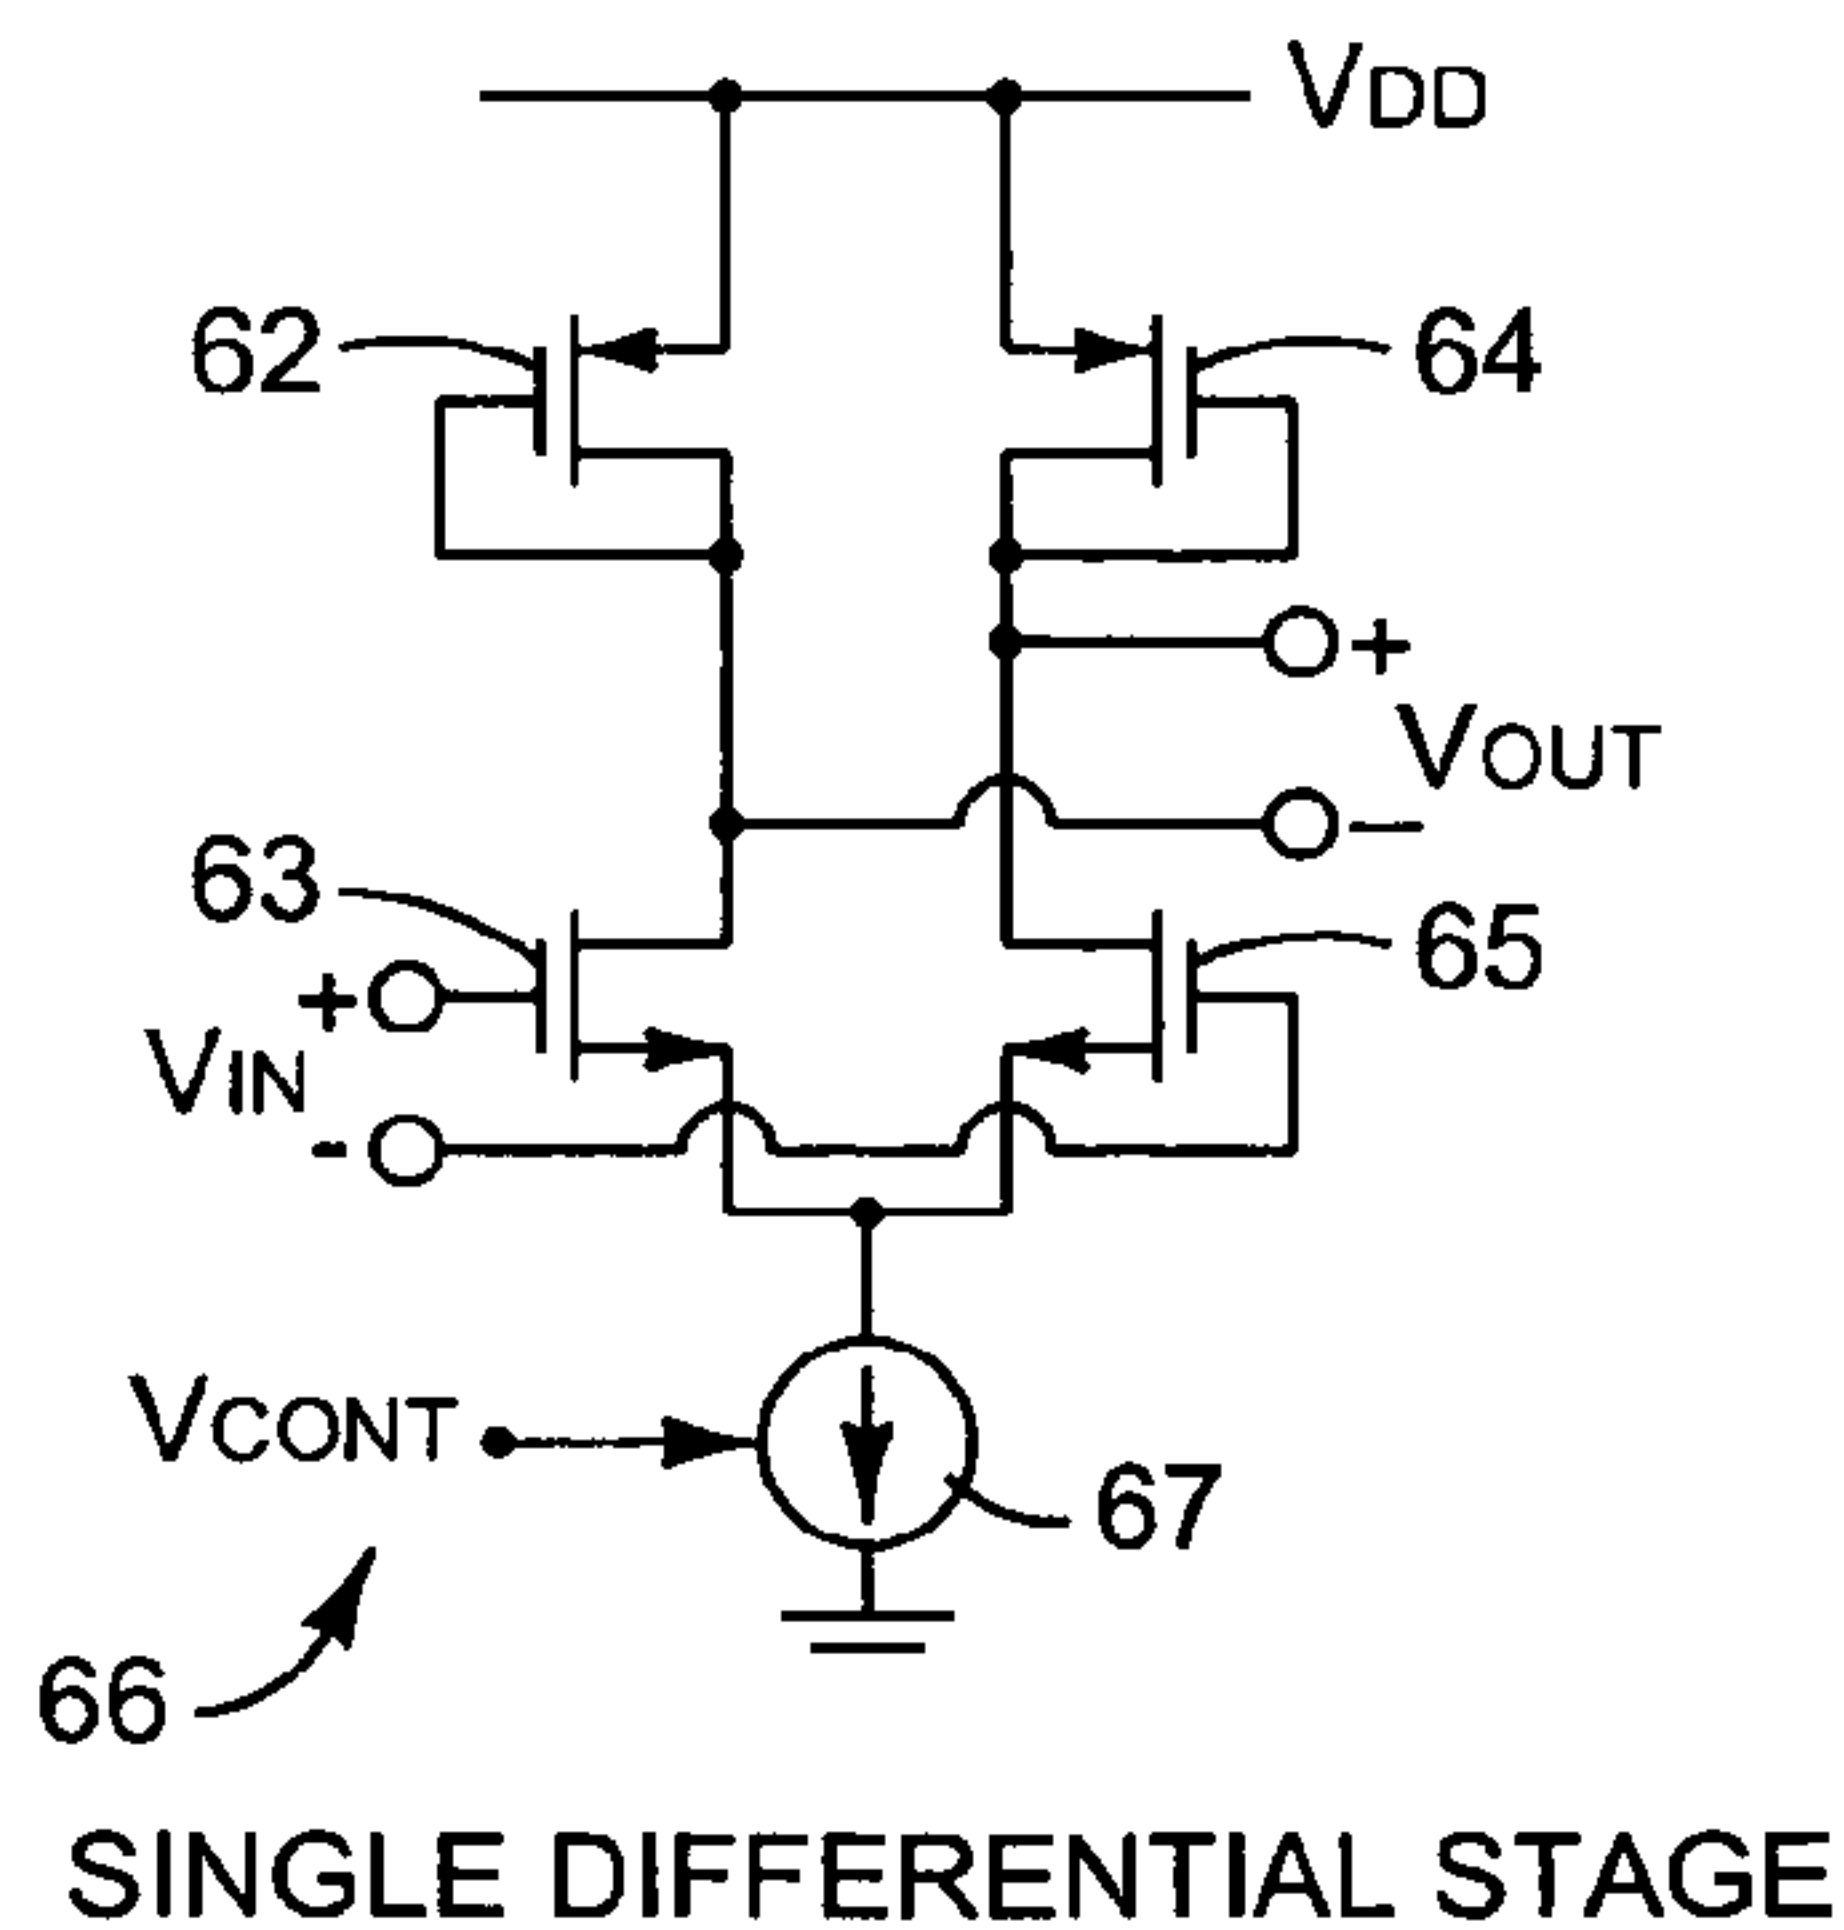 VDD
62
64
+
VOUT
–
63
65
+
VIN
-
VCONT
67
66
SINGLE DIFFERENTIAL STAGE